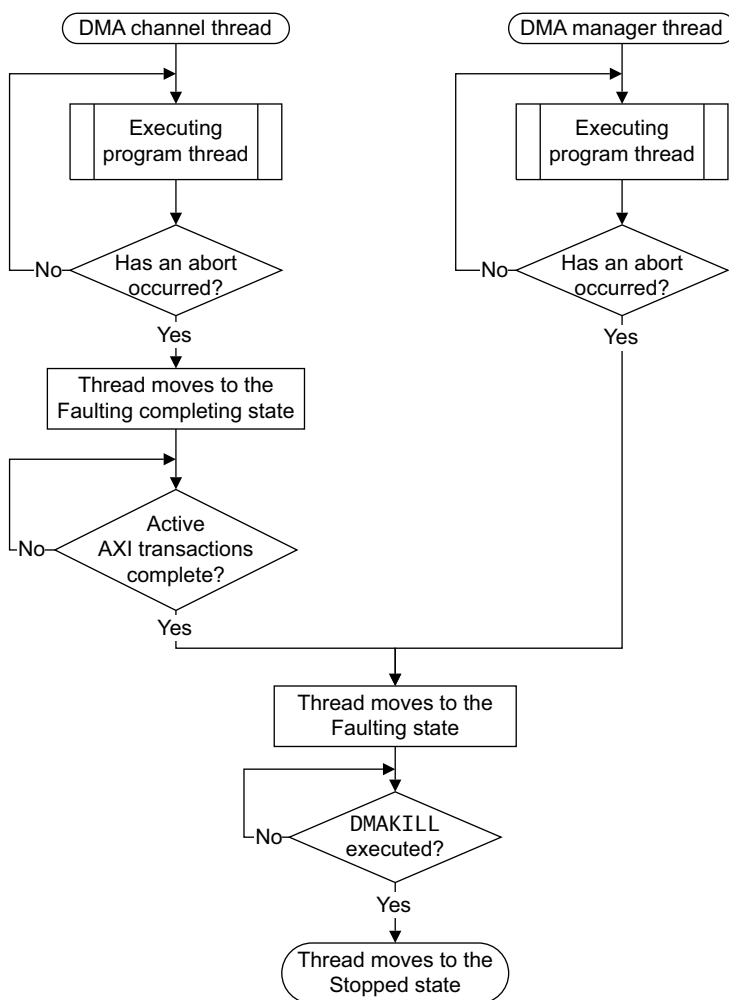 DMA channel thread
DMA manager thread
Executing
program thread
Executing
program thread
Has an abort
occurred?
No
Yes
Has an abort
occurred?
No
Yes
Thread moves to the
Faulting completing state
Active
AXI transactions
complete?
No
Yes
Thread moves to the
Faulting state
DMAKILL
executed?
No
Yes
Thread moves to the
Stopped state